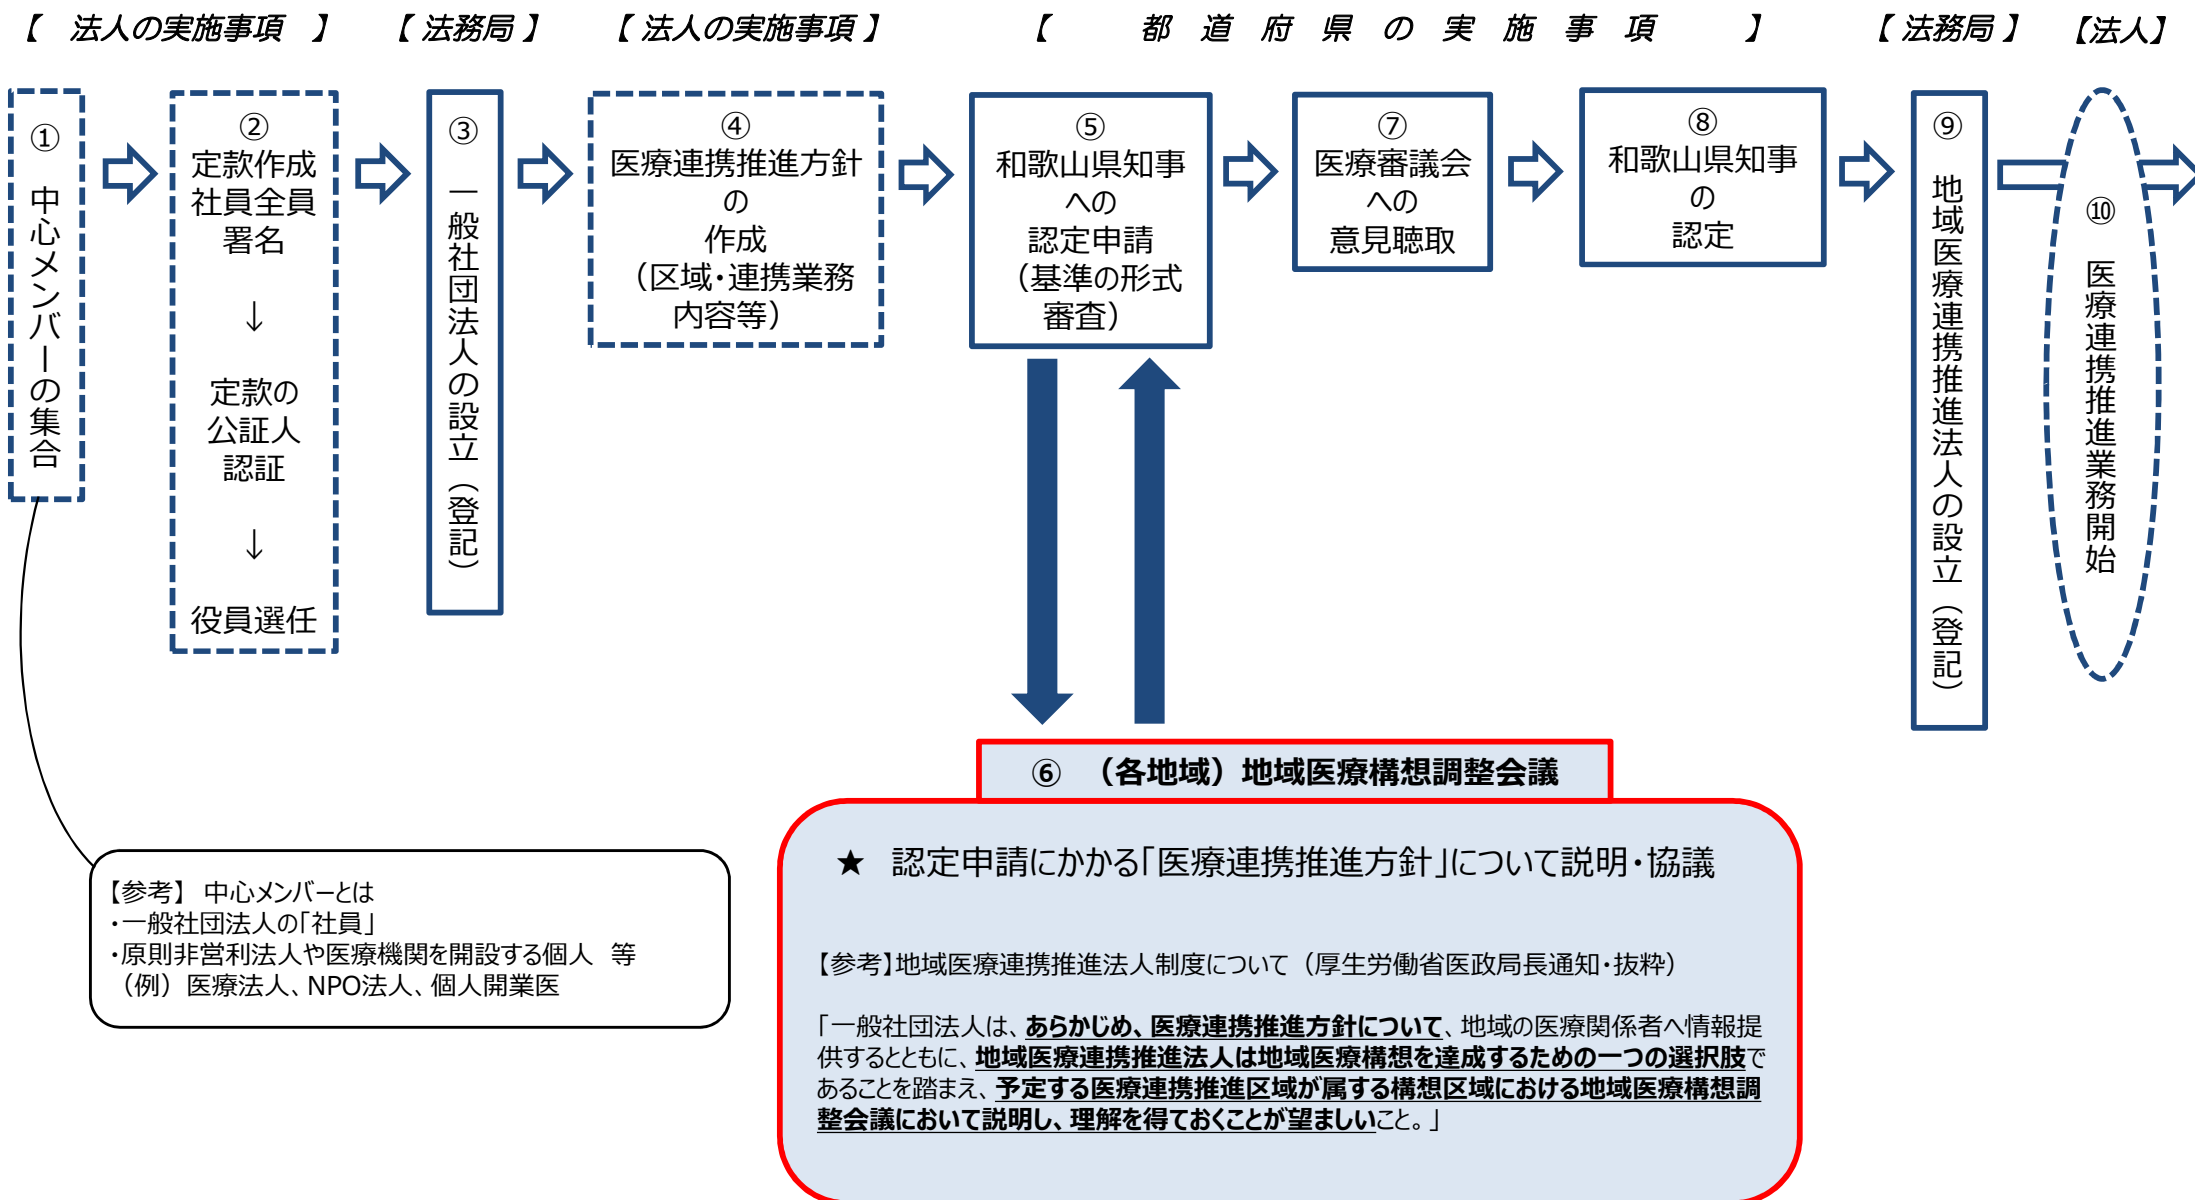 【　法人の実施事項　】
【 法務局 】
【 法人の実施事項 】
【　　都　道　府　県　の　実　施　事　項　　】
【 法務局 】
【法人】
①　中心メンバーの集合
②
定款作成
社員全員
署名
↓
定款の
公証人
認証
↓
役員選任
③　一般社団法人の設立（登記）
④
医療連携推進方針
の
作成
（区域・連携業務
内容等）
⑤
和歌山県知事
への
認定申請
（基準の形式
審査）
⑦
医療審議会
への
意見聴取
⑧
和歌山県知事
の
認定
⑨　地域医療連携推進法人の設立（登記）
⑩　医療連携推進業務開始
⑥　（各地域）地域医療構想調整会議
★　認定申請にかかる「医療連携推進方針」について説明・協議
【参考】地域医療連携推進法人制度について（厚生労働省医政局長通知・抜粋）
「一般社団法人は、あらかじめ、医療連携推進方針について、地域の医療関係者へ情報提
供するとともに、地域医療連携推進法人は地域医療構想を達成するための一つの選択肢で
あることを踏まえ、予定する医療連携推進区域が属する構想区域における地域医療構想調
整会議において説明し、理解を得ておくことが望ましいこと。」
【参考】 中心メンバーとは
・一般社団法人の「社員」
・原則非営利法人や医療機関を開設する個人　等
（例）医療法人、NPO法人、個人開業医